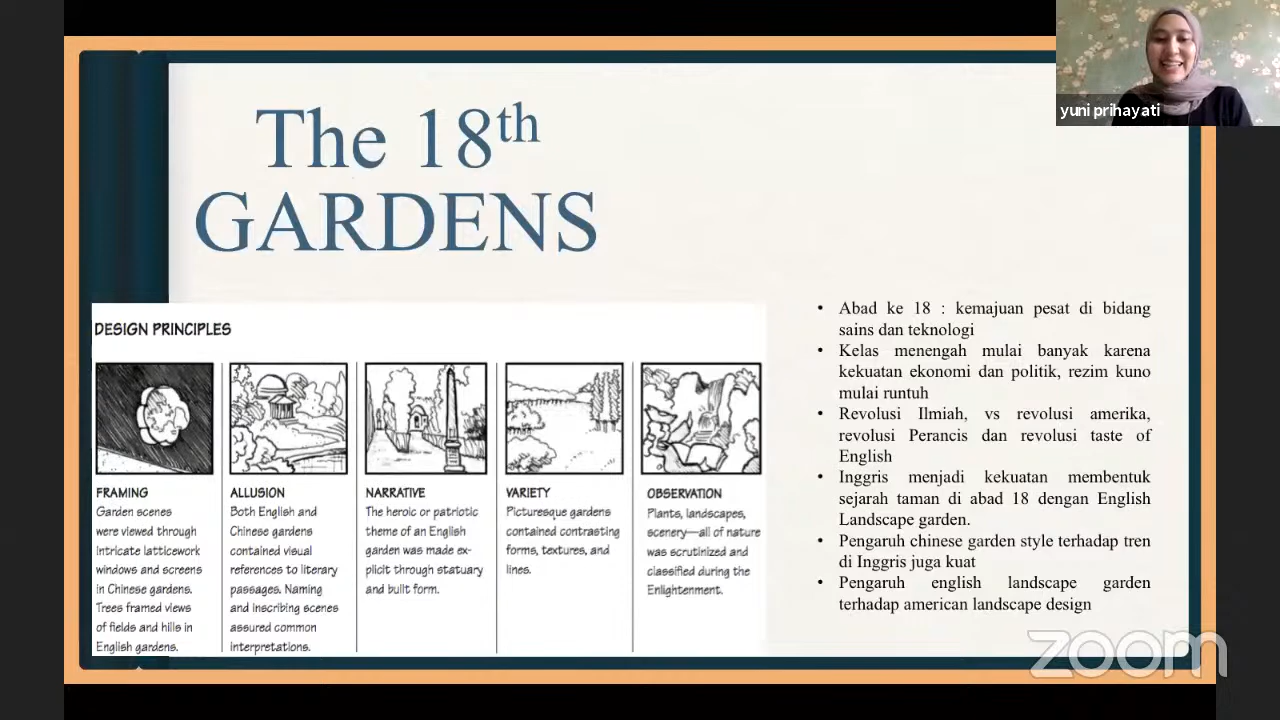 yuni prihayati
The 18th
GARDENS
DESIGN PRINCIPLES
FRAMING
Garden scenes
were viewed through
intricate latticework
windows and screens
in Chinese gardens.
Trees framed views
of fields and hills in
English gardens.
ALLUSION
Both English and
Chinese gardens
contained visual
references to literary
passages. Naming
and inscribing scenes
assured common
interpretations.
NARRATIVE
The heroic or patriotic
theme of an English
garden was made ex-
plicit through statuary
and built form.
VARIETY
Picturesque gardens
contained contrasting
forms, textures, and
lines.
OBSERVATION
Plants, landscapes,
scenery—all of nature
was scrutinized and
classified during the
Enlightenment.
• Abad ke 18 : kemajuan pesat di bidang
sains dan teknologi
• Kelas menengah mulai banyak karena
kekuatan ekonomi dan politik, rezim kuno
mulai runtuh
• Revolusi Ilmiah, vs revolusi amerika,
revolusi Perancis dan revolusi taste of
English
• Inggris menjadi kekuatan membentuk
sejarah taman di abad 18 dengan English
Landscape garden.
• Pengaruh chinese garden style terhadap tren
di Inggris juga kuat
• Pengaruh english landscape garden
terhadap american landscape design
zoom